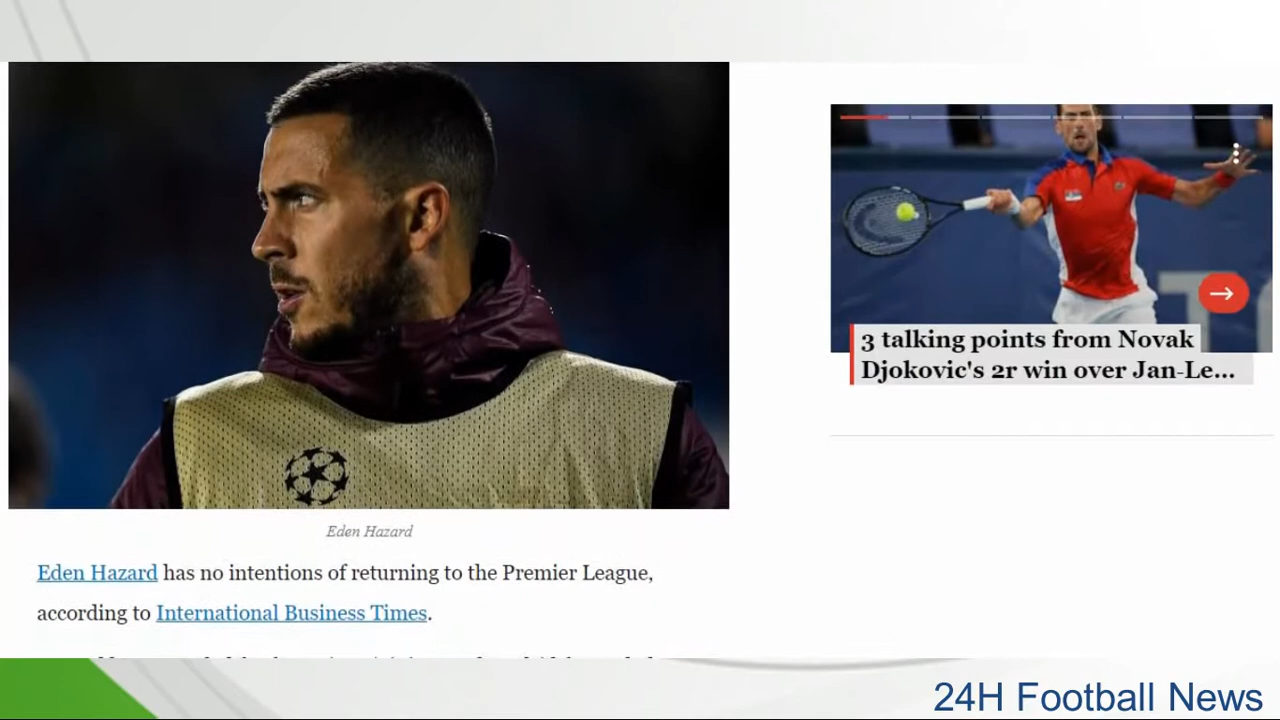 Eden Hazard
Eden Hazard has no intentions of returning to the Premier League,
according to International Business Times.
3 talking points from Novak
Djokovic's 2r win over Jan-Le...
24H Football News